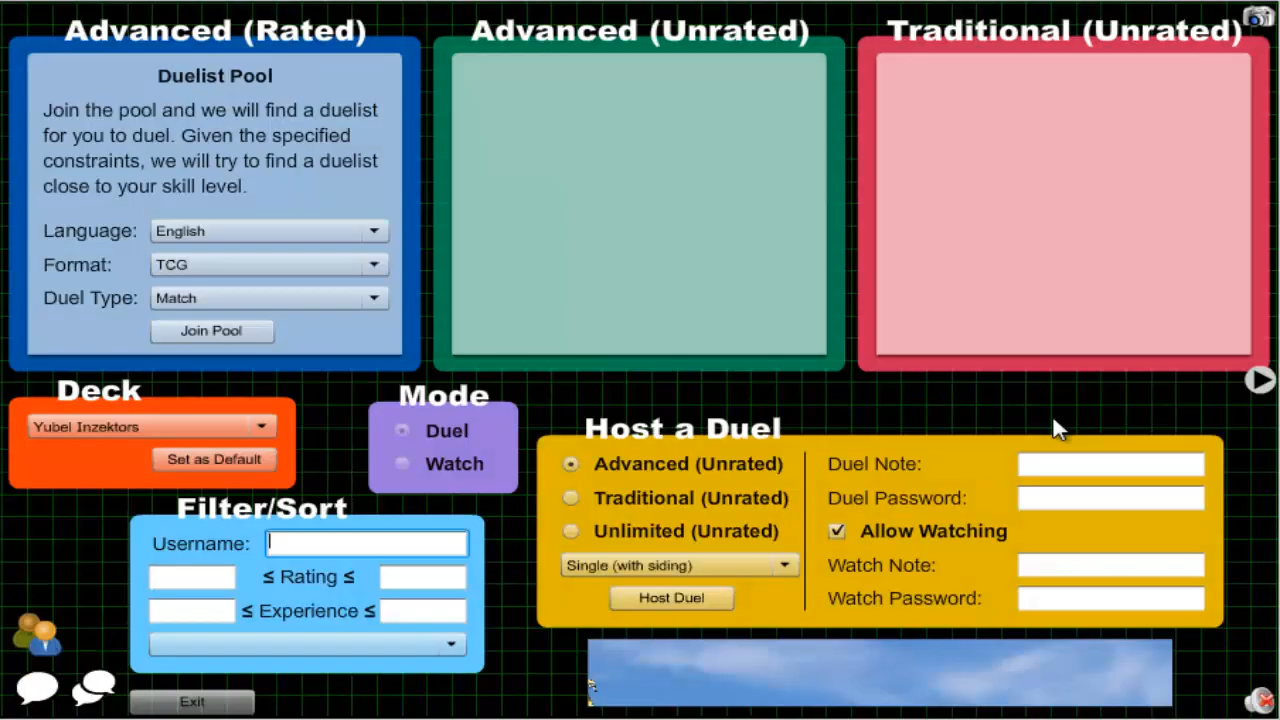 Advanced (Rated)
Advanced (Unrated)
Traditional (Unrated)
Duelist Pool
Join the pool and we will find a duelist
for you to duel. Given the specified
constraints, we will try to find a duelist
close to your skill level.
Language: English
Format: TCG
Duel Type: Match
Join Pool
Deck
Yubel Inzektors
Set as Default
Mode
Duel
Watch
Host a Duel
Advanced (Unrated)
Traditional (Unrated)
Unlimited (Unrated)
Single (with siding)
Host Duel
Duel Note:
Duel Password:
Allow Watching
Watch Note:
Watch Password:
Filter/Sort
Username:
≤ Rating ≤
≤ Experience ≤
Exit